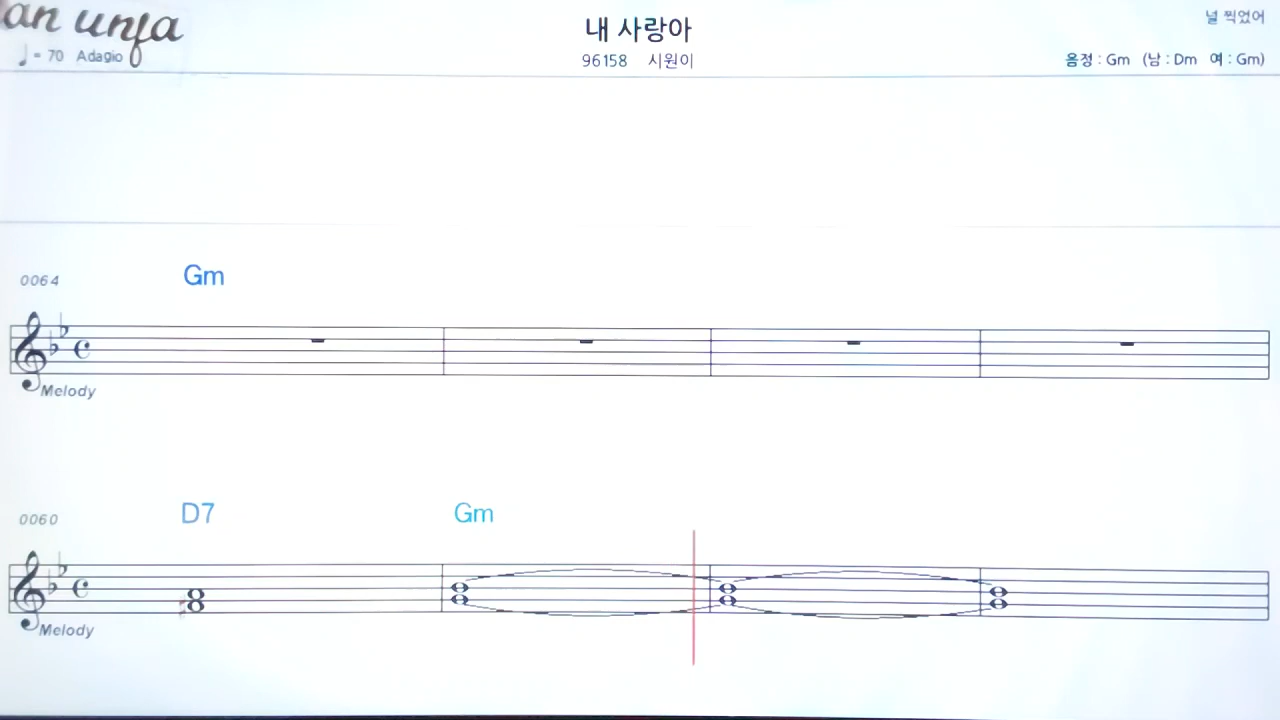 an unfa
♩= 70 Adagio
내 사랑아
96158 시원이
널 찍었어
음정 : Gm (남 : Dm 여 : Gm)
0064
Gm
Melody
0060
D7 Gm
Melody